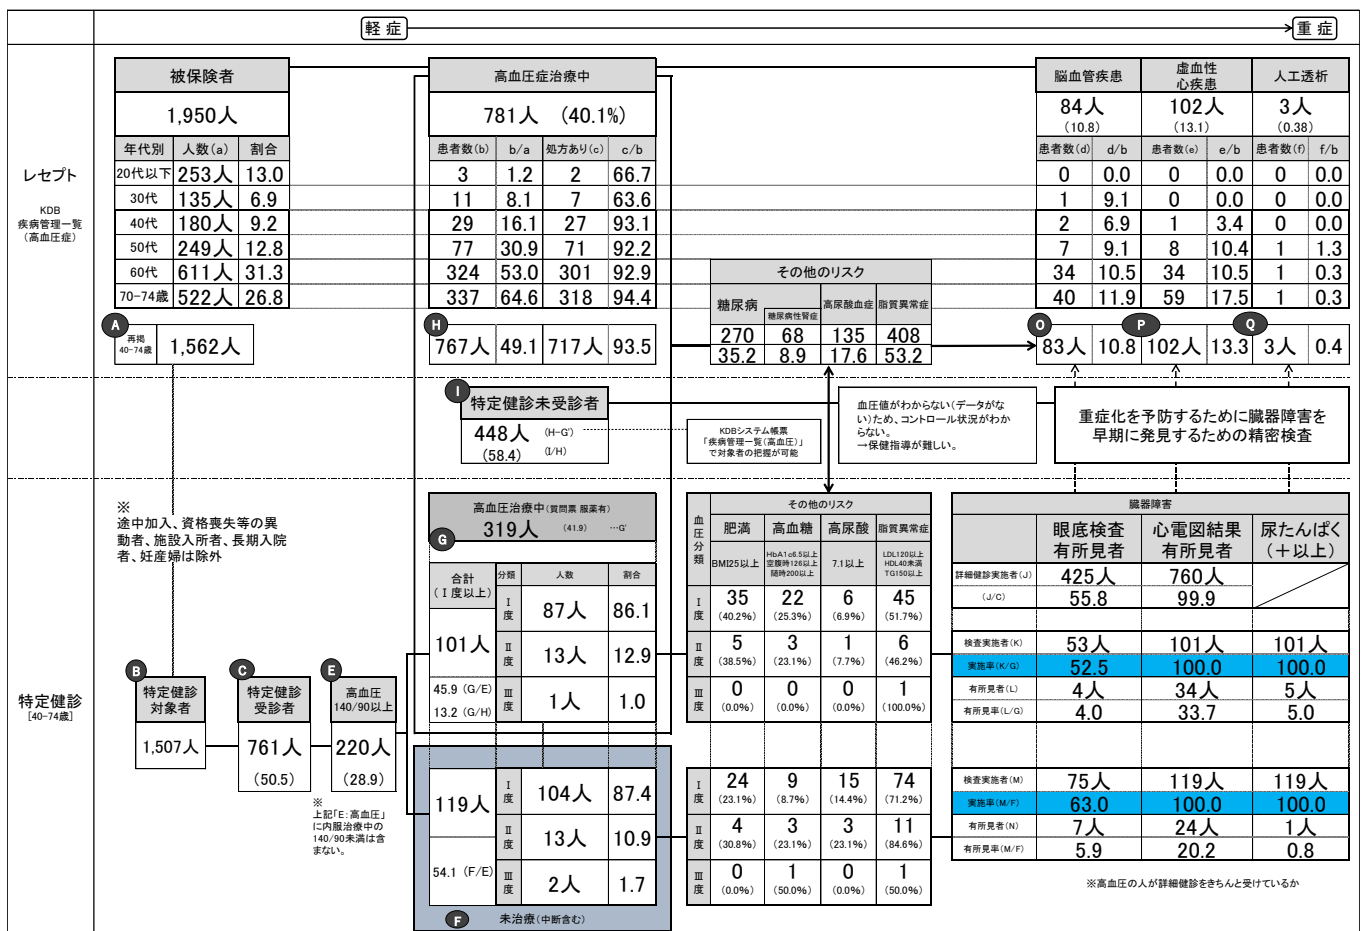 軽症
重症
レセプト
KDB
疾病管理一覧
（高血圧症）
被保険者
1,950人
年代別 人数(a) 割合
20代以下 253人 13.0
30代 135人 6.9
40代 180人 9.2
50代 249人 12.8
60代 611人 31.3
70-74歳 522人 26.8
A
再掲
40-74歳
1,562人
高血圧症治療中
781人 (40.1%)
患者数(b) b/a 処方あり(c) c/b
3 1.2 2 66.7
11 8.1 7 63.6
29 16.1 27 93.1
77 30.9 71 92.2
324 53.0 301 92.9
337 64.6 318 94.4
H
767人 49.1 717人 93.5
その他のリスク
糖尿病 糖尿病性腎症 高尿酸血症 脂質異常症
270 68 135 408
35.2 8.9 17.6 53.2
脳血管疾患 虚血性
心疾患 人工透析
84人 102人 3人
(10.8) (13.1) (0.38)
患者数(d) d/b 患者数(e) e/b 患者数(f) f/b
0 0.0 0 0.0 0 0.0
1 9.1 0 0.0 0 0.0
2 6.9 1 3.4 0 0.0
7 9.1 8 10.4 1 1.3
34 10.5 34 10.5 1 0.3
40 11.9 59 17.5 1 0.3
O P Q
83人 10.8 102人 13.3 3人 0.4
I
特定健診未受診者
448人 (H-G')
(58.4) (I/H)
KDBシステム帳票
「疾病管理一覧(高血圧)」
で対象者の把握が可能
血圧値がわからない(データがな
い)ため、コントロール状況がわか
らない。
→保健指導が難しい。
重症化を予防するために臓器障害を
早期に発見するための精密検査
特定健診
[40-74歳]
※
途中加入、資格喪失等の異
動者、施設入所者、長期入院
者、妊産婦は除外
B
特定健診
対象者
1,507人
C
特定健診
受診者
761人
(50.5)
E
高血圧
140/90以上
220人
(28.9)
※
上記「E:高血圧」
に内服治療中の
140/90未満は含
まない。
高血圧治療中(質問票 服薬有)
319人 (41.9) …G'
G
合計
(Ⅰ度以上)
分類 人数 割合
101人
45.9 (G/E)
13.2 (G/H)
Ⅰ度 87人 86.1
Ⅱ度 13人 12.9
Ⅲ度 1人 1.0
119人
54.1 (F/E)
Ⅰ度 104人 87.4
Ⅱ度 13人 10.9
Ⅲ度 2人 1.7
F 未治療(中断含む)
血圧分類
その他のリスク
肥満 高血糖 高尿酸 脂質異常症
BMI25以上
HbA1c6.5以上
空腹時126以上
随時200以上
7.1以上
LDL120以上
HDL40未満
TG150以上
Ⅰ度 35 22 6 45
(40.2%) (25.3%) (6.9%) (51.7%)
Ⅱ度 5 3 1 6
(38.5%) (23.1%) (7.7%) (46.2%)
Ⅲ度 0 0 0 1
(0.0%) (0.0%) (0.0%) (100.0%)
Ⅰ度 24 9 15 74
(23.1%) (8.7%) (14.4%) (71.2%)
Ⅱ度 4 3 3 11
(30.8%) (23.1%) (23.1%) (84.6%)
Ⅲ度 0 1 0 1
(0.0%) (50.0%) (0.0%) (50.0%)
臓器障害
眼底検査
有所見者
心電図結果
有所見者
尿たんぱく
(＋以上)
詳細健診実施者(J) 425人 760人
(J/C) 55.8 99.9
検査実施者(K) 53人 101人 101人
実施率(K/G) 52.5 100.0 100.0
有所見者(L) 4人 34人 5人
有所見率(L/G) 4.0 33.7 5.0
検査実施者(M) 75人 119人 119人
実施率(M/F) 63.0 100.0 100.0
有所見者(N) 7人 24人 1人
有所見率(M/F) 5.9 20.2 0.8
※高血圧の人が詳細健診をきちんと受けているか